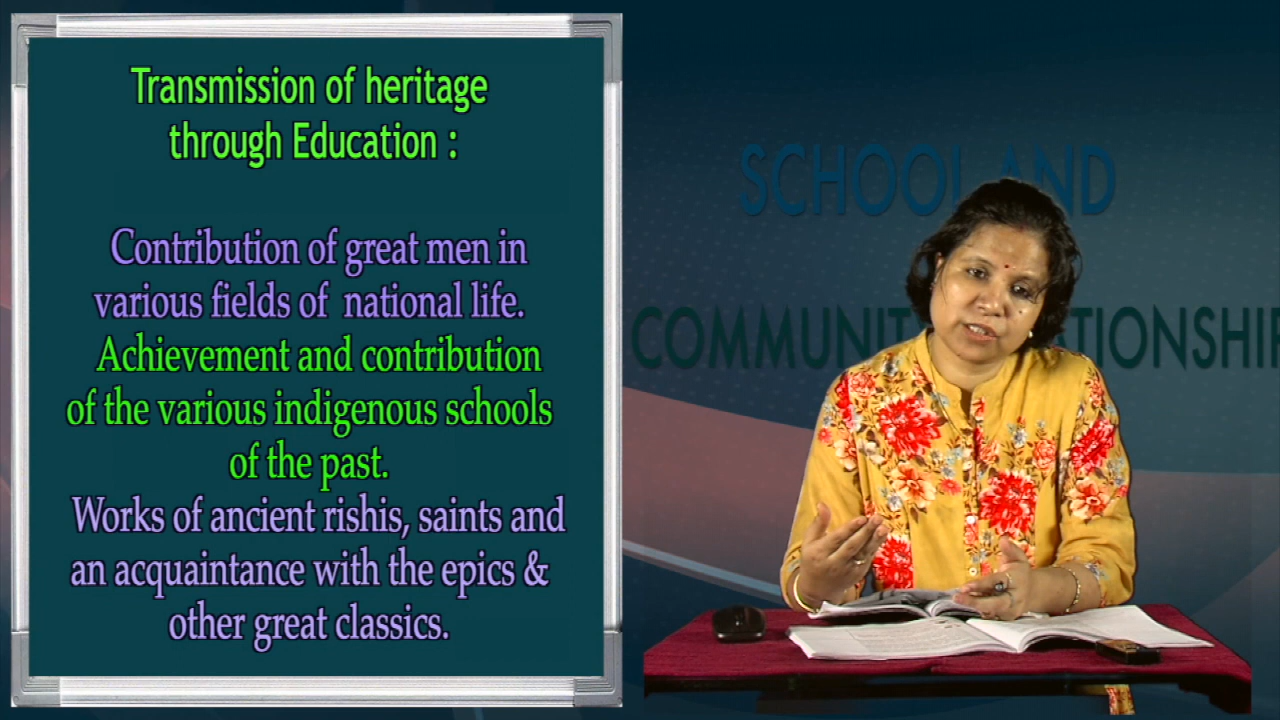 Transmission of heritage
through Education :
Contribution of great men in
various fields of national life.
Achievement and contribution
of the various indigenous schools
of the past.
Works of ancient rishis, saints and
an acquaintance with the epics &
other great classics.
SCHOOL AND
COMMUNITY